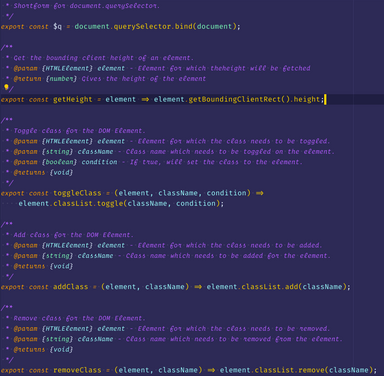 * Shortform for document.querySelector.
*/
export const $q = document.querySelector.bind(document);
/**
* Get the bounding client height of an element.
* @param {HTMLElement} element - Element for which theheight will be fetched
* @return {number} Gives the height of the element
*/
export const getHeight = element => element.getBoundingClientRect().height;
/**
* Toggle class for the DOM Element.
* @param {HTMLElement} element - Element for which the class needs to be toggled.
* @param {string} className - Class name which needs to be toggled on the element.
* @param {boolean} condition - If true, will set the class to the element.
* @returns {void}
*/
export const toggleClass = (element, className, condition) =>
element.classList.toggle(className, condition);
/**
* Add class for the DOM Element.
* @param {HTMLElement} element - Element for which the class needs to be added.
* @param {string} className - Class name which needs to be added for the element.
* @returns {void}
*/
export const addClass = (element, className) => element.classList.add(className);
/**
* Remove class for the DOM Element.
* @param {HTMLElement} element - Element for which the class needs to be removed.
* @param {string} className - Class name which needs to be removed from the element.
* @returns {void}
*/
export const removeClass = (element, className) => element.classList.remove(className);